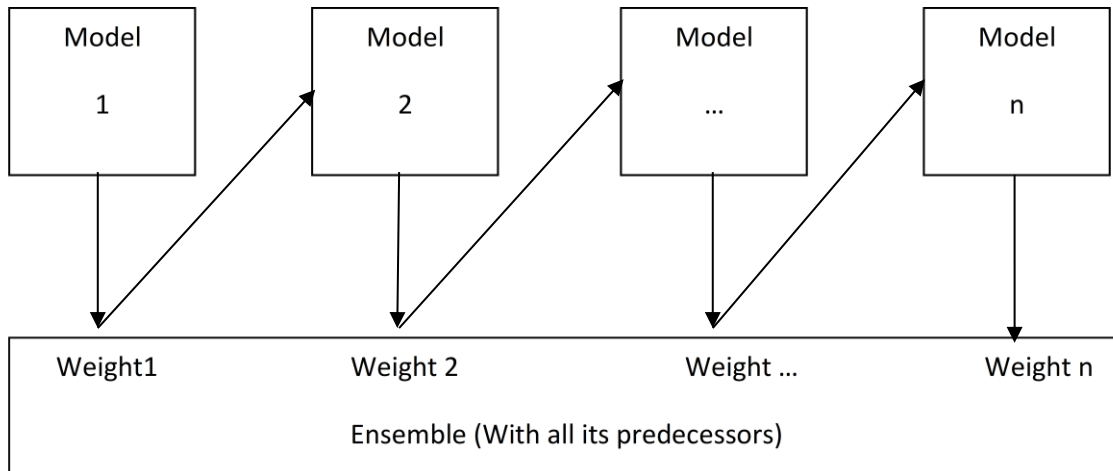 Model
1
Model
2
Model
...
Model
n
Weight1
Weight 2
Weight ...
Weight n
Ensemble (With all its predecessors)